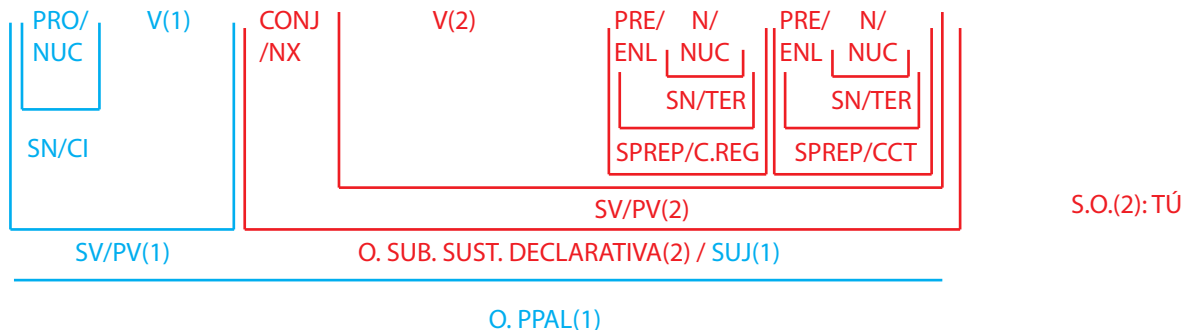 PRO/ V(1) CONJ V(2) PRE/ N/ PRE/ N/
NUC /NX ENL NUC ENL NUC
SN/TER SN/TER
SN/CI SPREP/C.REG SPREP/CCT
SV/PV(2) S.O.(2): TÚ
SV/PV(1) O. SUB. SUST. DECLARATIVA(2) / SUJ(1)
O. PPAL(1)